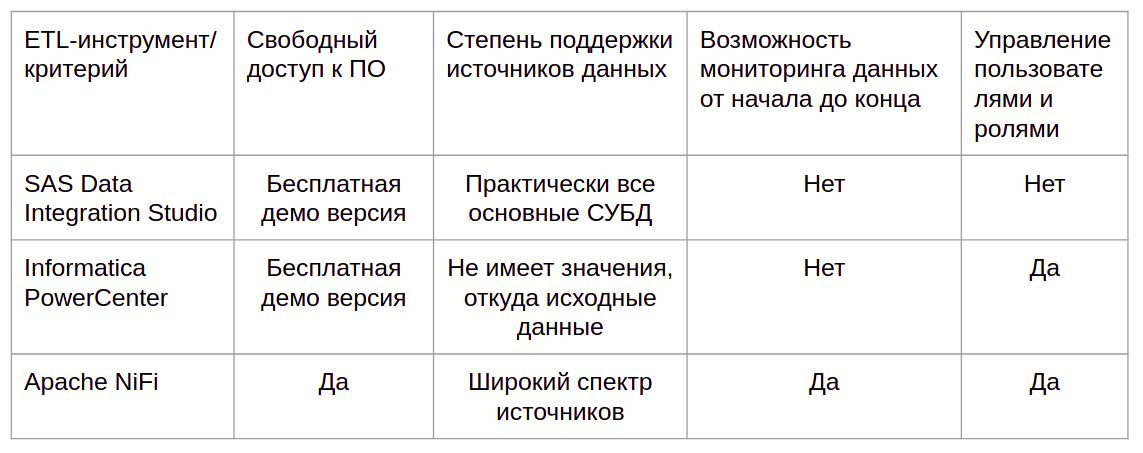 ETL-инструмент/
критерий
Свободный
доступ к ПО
Степень поддержки
источников данных
Возможность
мониторинга данных
от начала до конца
Управление
пользовате
лями и
ролями
SAS Data
Integration Studio
Бесплатная
демо версия
Практически все
основные СУБД
Нет
Нет
Informatica
PowerCenter
Бесплатная
демо версия
Не имеет значения,
откуда исходные
данные
Нет
Да
Apache NiFi
Да
Широкий спектр
источников
Да
Да